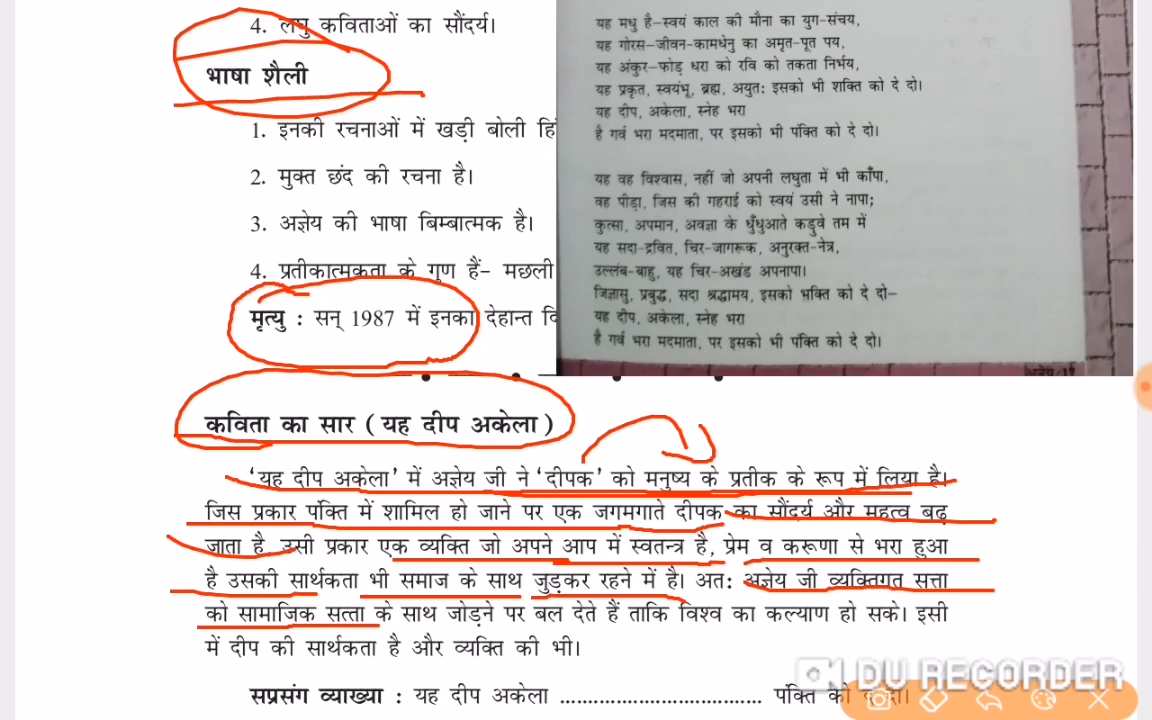 4. लघु कविताओं का सौंदर्य।
भाषा शैली
1. इनकी रचनाओं में खड़ी बोली
2. मुक्त छंद की रचना है।
3. अज्ञेय की भाषा बिम्बात्मक है।
4. प्रतीकात्मकता के गुण हैं- मछली
मृत्यु : सन् 1987 में इनका देहान्त
यह मधु है-स्वयं काल की मौना का युग-संचय,
यह गोरस-जीवन-कामधेनु का अमृत-पूत पय,
यह अंकुर-फोड़ धरा को रवि को तकता निर्भय,
यह प्रकृत, स्वयंभू, ब्रह्म, अयुतः इसको भी शक्ति को दे दो।
यह दीप, अकेला, स्नेह भरा
है गर्व भरा मदमाता, पर इसको भी पंक्ति को दे दो।
यह वह विश्वास, नहीं जो अपनी लघुता में भी काँपा,
वह पीड़ा, जिस की गहराई को स्वयं उसी ने नापा;
कुत्सा, अपमान, अवज्ञा के धुँधुआते कडुवे तम में
यह सदा-द्रवित, चिर-जागरूक, अनुरक्त-नेत्र,
उल्लंब-बाहु, यह चिर-अखंड अपनापा।
जिज्ञासु, प्रबुद्ध, सदा श्रद्धामय, इसको भक्ति को दे दो-
यह दीप, अकेला, स्नेह भरा
है गर्व भरा मदमाता, पर इसको भी पंक्ति को दे दो।
अज्ञेय 17
कविता का सार ( यह दीप अकेला )
‘यह दीप अकेला’ में अज्ञेय जी ने ‘दीपक’ को मनुष्य के प्रतीक के रूप में लिया है।
जिस प्रकार पंक्ति में शामिल हो जाने पर एक जगमगाते दीपक का सौंदर्य और महत्व बढ़
जाता है, उसी प्रकार एक व्यक्ति जो अपने आप में स्वतन्त्र है, प्रेम व करूणा से भरा हुआ
है उसकी सार्थकता भी समाज के साथ जुड़कर रहने में है। अतः अज्ञेय जी व्यक्तिगत सत्ता
को सामाजिक सत्ता के साथ जोड़ने पर बल देते हैं ताकि विश्व का कल्याण हो सके। इसी
में दीप की सार्थकता है और व्यक्ति की भी।
सप्रसंग व्याख्या : यह दीप अकेला ..................................... पंक्ति को दे दो।
DU RECORDER